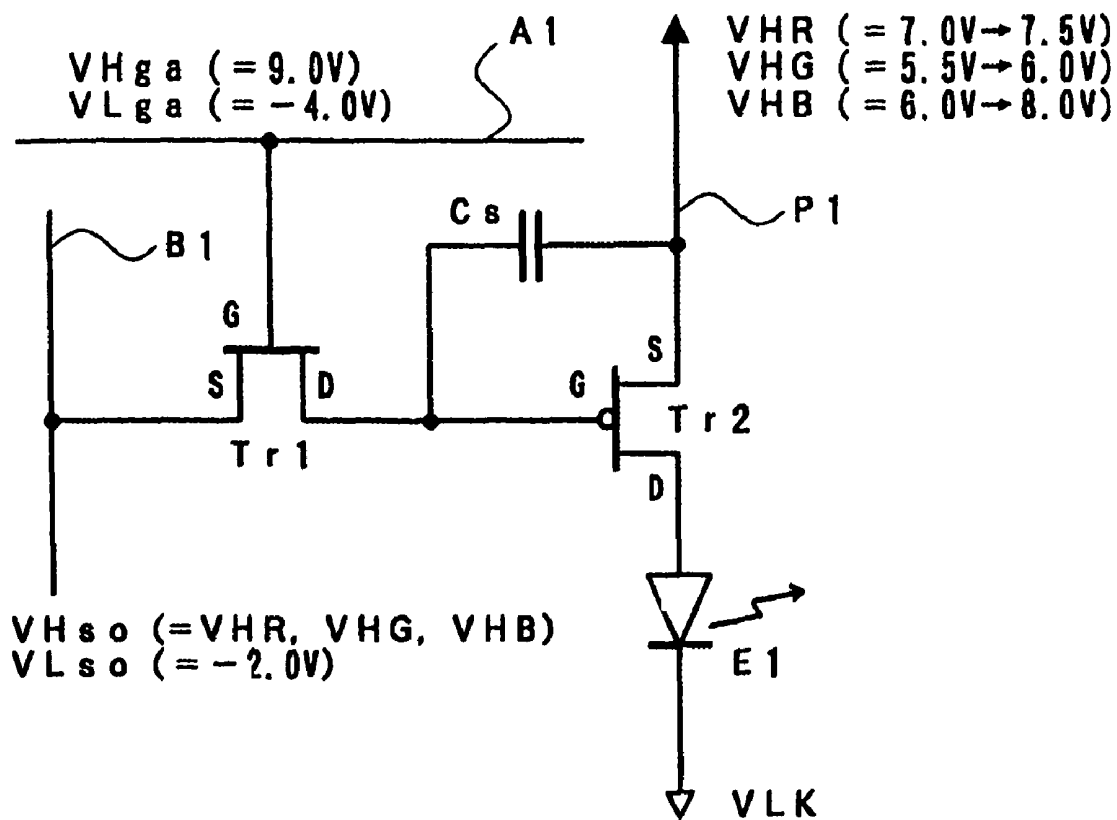 A1
VHR (=7.0V→7.5V)
VHG (=5.5V→6.0V)
VHB (=6.0V→8.0V)
VHga (=9.0V)
VLga (=-4.0V)
Cs
P1
B1
G
S
D
Tr1
S
G
Tr2
D
VHso (=VHR, VHG, VHB)
VLso (=-2.0V)
E1
VLK